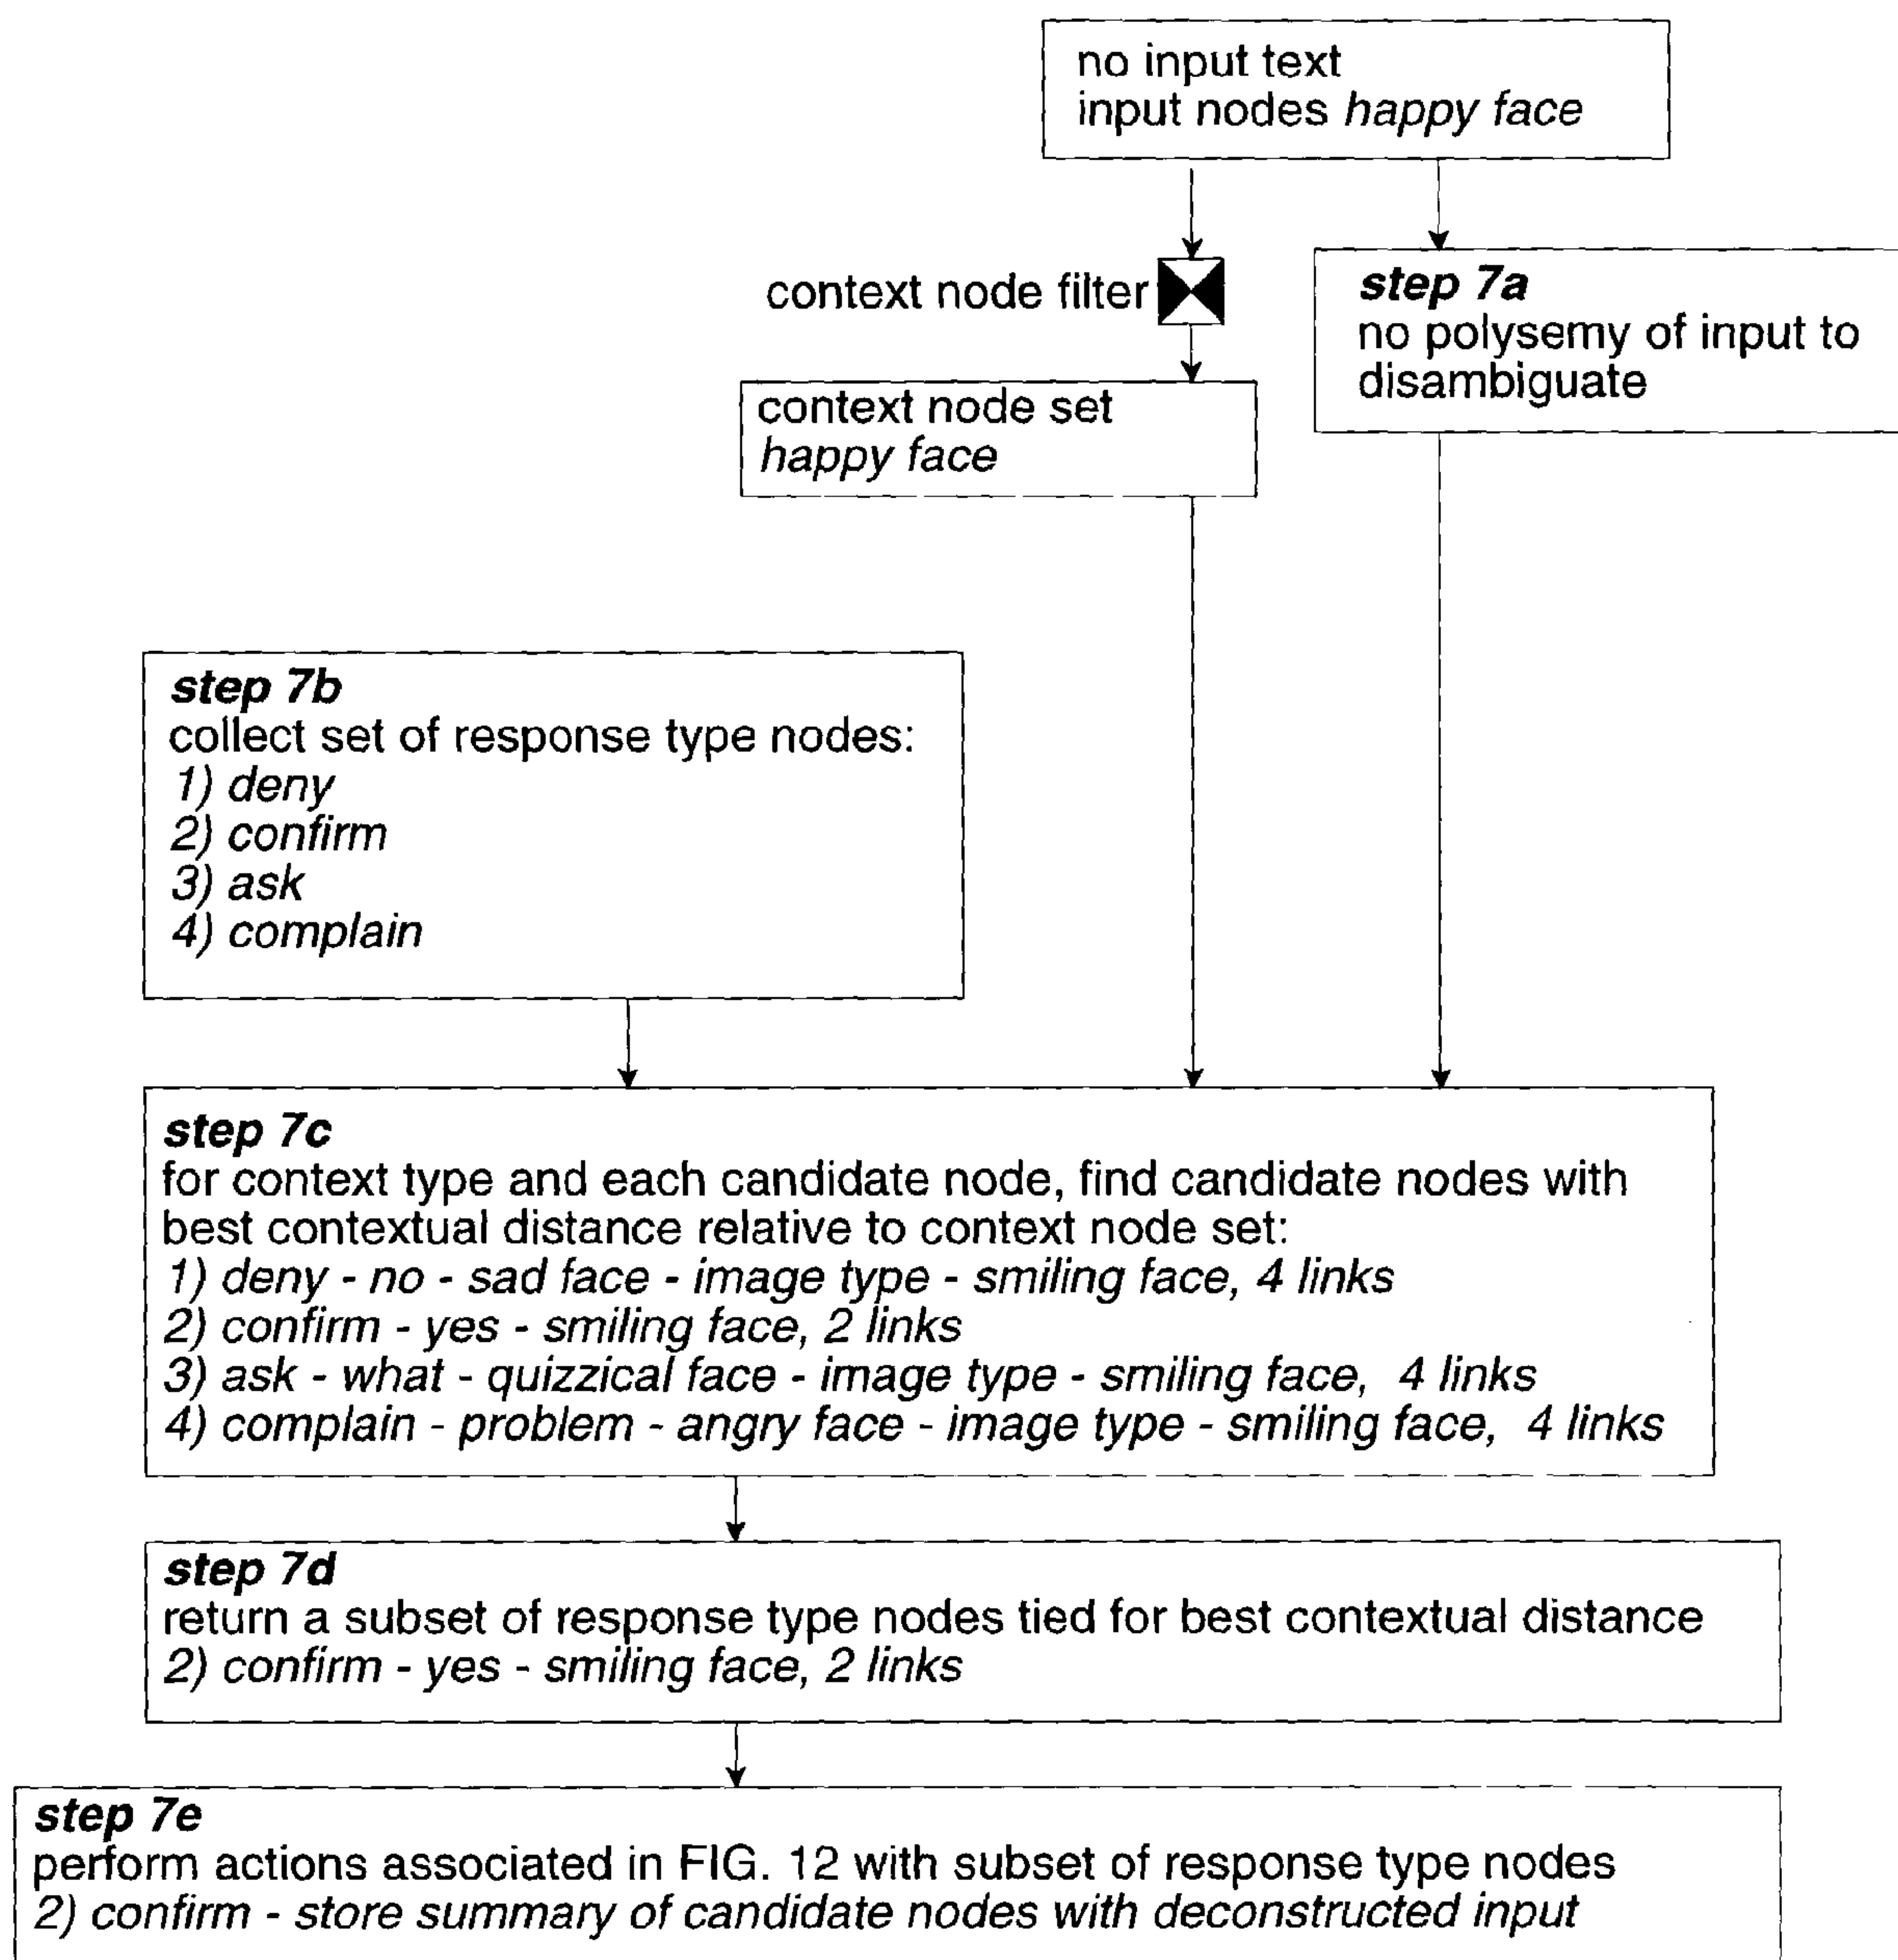 no input text
input nodes happy face
context node filter
step 7a
no polysemy of input to
disambiguate
context node set
happy face
step 7b
collect set of response type nodes:
1) deny
2) confirm
3) ask
4) complain
step 7c
for context type and each candidate node, find candidate nodes with
best contextual distance relative to context node set:
1) deny - no - sad face - image type - smiling face, 4 links
2) confirm - yes - smiling face, 2 links
3) ask - what - quizzical face - image type - smiling face, 4 links
4) complain - problem - angry face - image type - smiling face, 4 links
step 7d
return a subset of response type nodes tied for best contextual distance
2) confirm - yes - smiling face, 2 links
step 7e
perform actions associated in FIG. 12 with subset of response type nodes
2) confirm - store summary of candidate nodes with deconstructed input